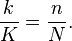 k/K = n/N.